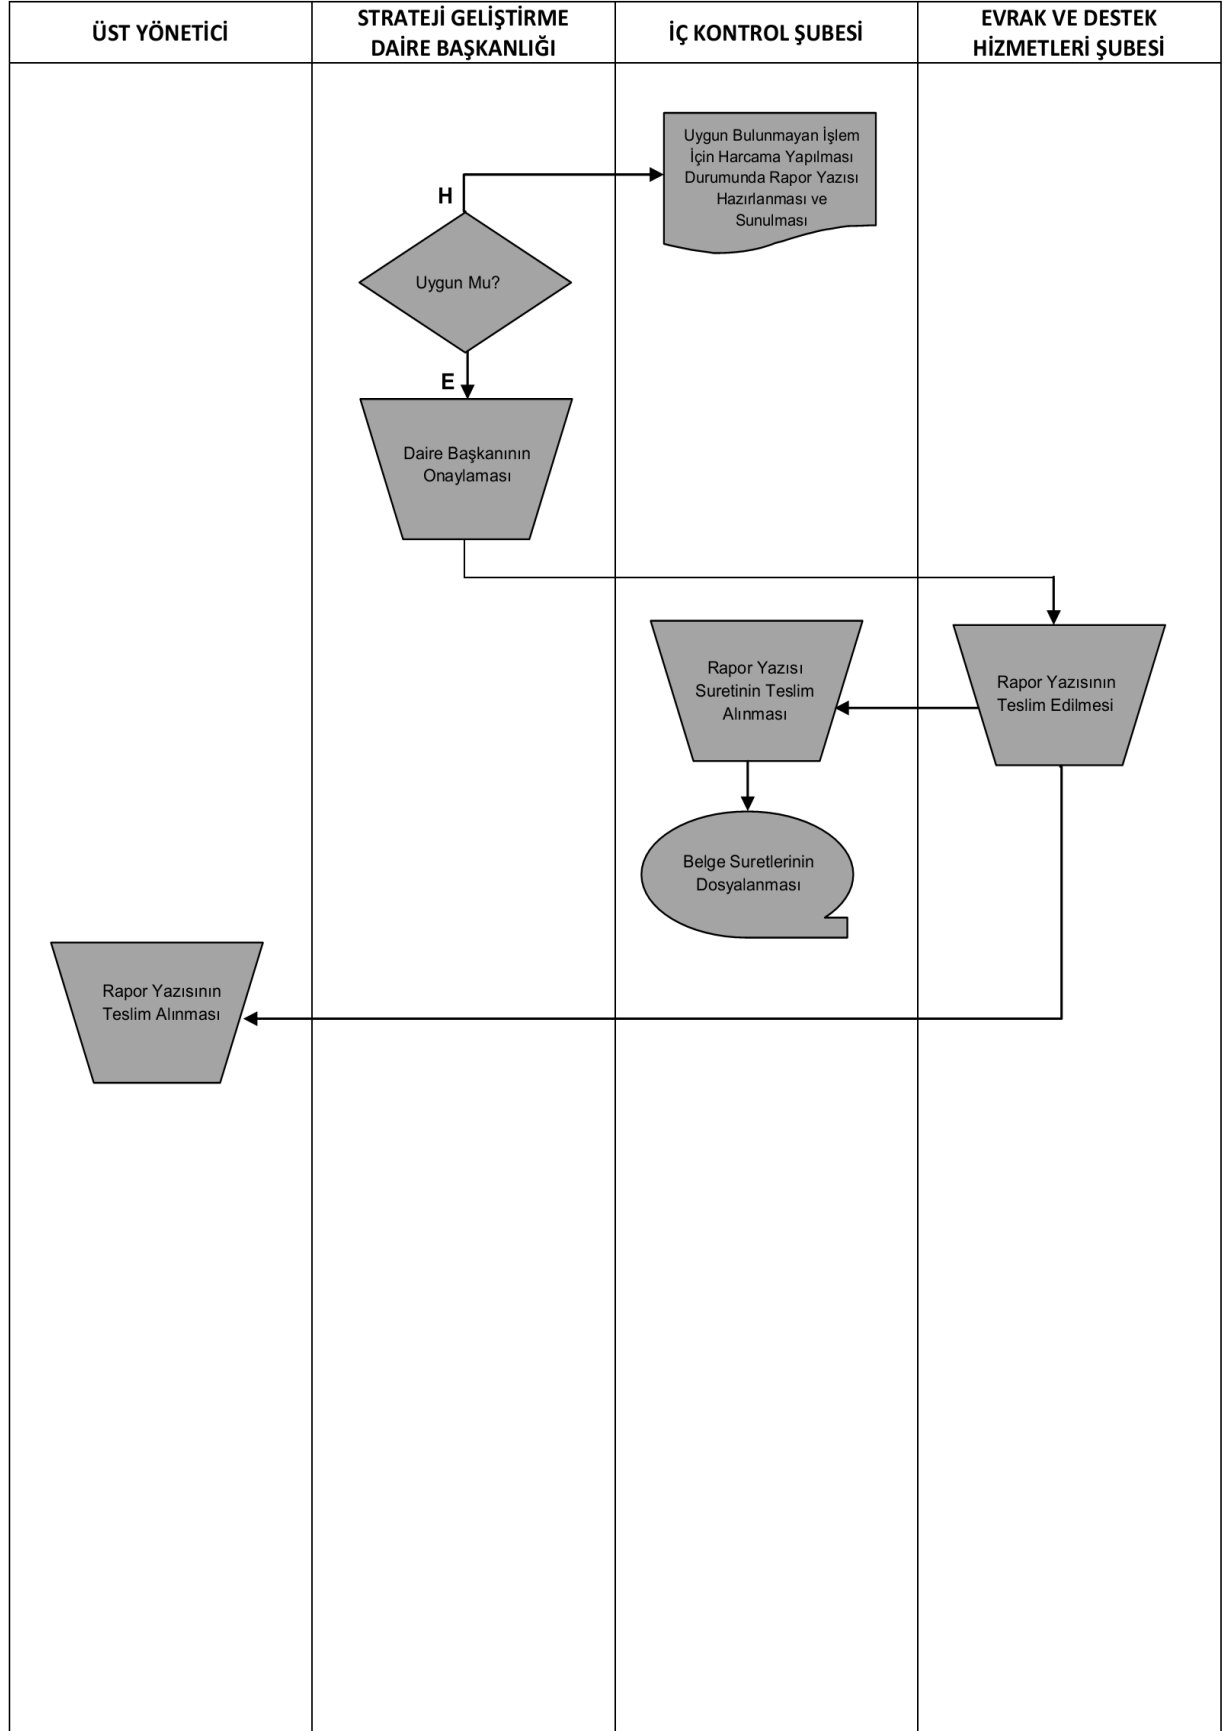 ÜST YÖNETİCİ
STRATEJİ GELİŞTİRME
DAİRE BAŞKANLIĞI
İÇ KONTROL ŞUBESİ
EVRAK VE DESTEK
HİZMETLERİ ŞUBESİ
Uygun Bulunmayan İşlem
İçin Harcama Yapılması
Durumunda Rapor Yazısı
Hazırlanması ve
Sunulması
H
Uygun Mu?
E
Daire Başkanının
Onaylaması
Rapor Yazısı
Suretinin Teslim
Alınması
Rapor Yazısının
Teslim Edilmesi
Belge Suretlerinin
Dosyalanması
Rapor Yazısının
Teslim Alınması